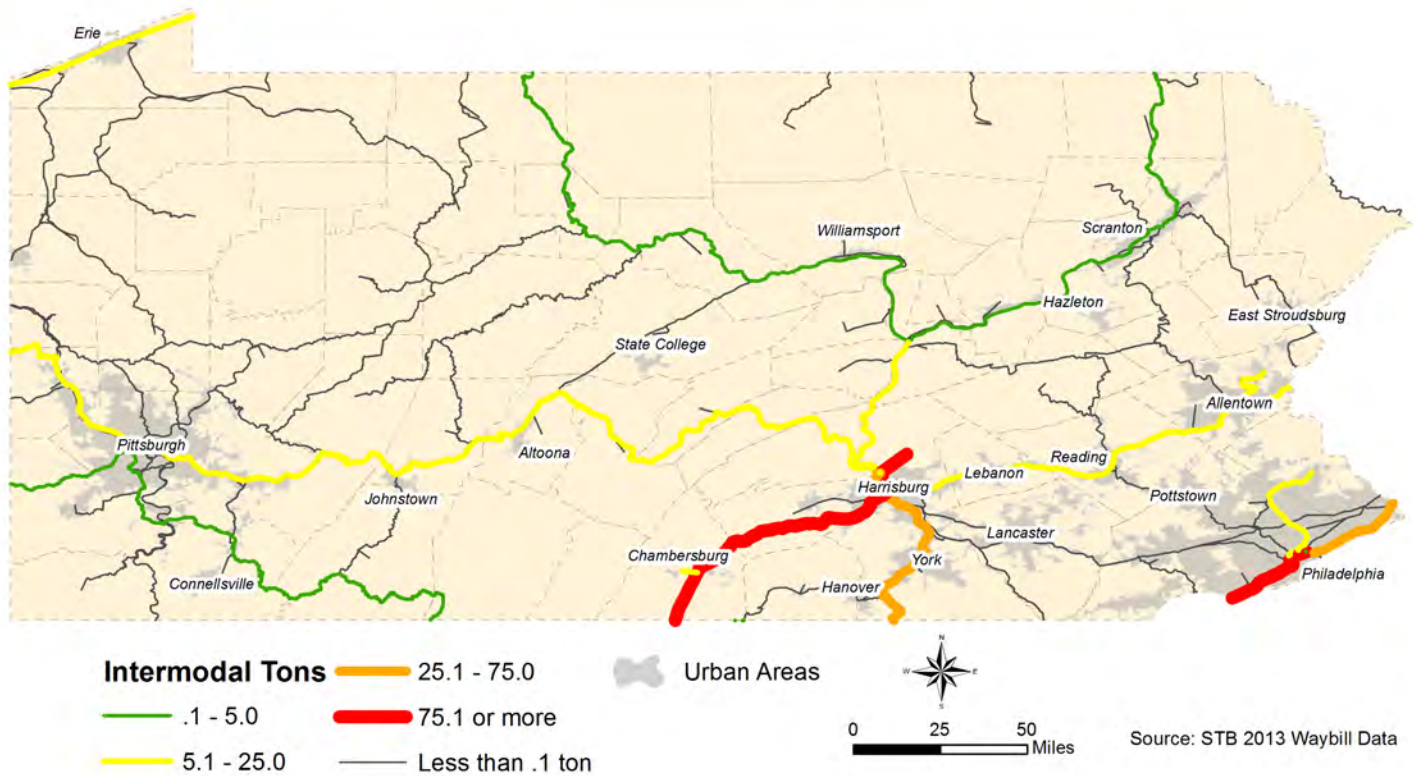 Erie
Williamsport
Scranton
Hazleton
East Stroudsburg
State College
Allentown
Pittsburgh
Altoona
Reading
Lebanon
Harrisburg
Johnstown
Pottstown
Lancaster
Chambersburg
York
Philadelphia
Connellsville
Hanover
Intermodal Tons
.1 - 5.0
5.1 - 25.0
25.1 - 75.0
75.1 or more
Less than .1 ton
Urban Areas
N
W E
S
0 25 50
Miles
Source: STB 2013 Waybill Data